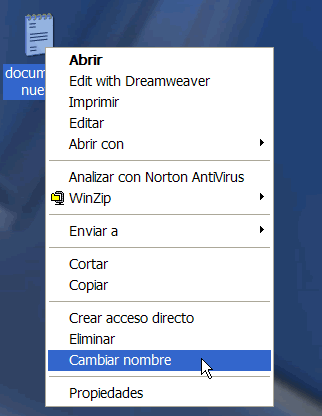 docum
nue
Abrir
Edit with Dreamweaver
Imprimir
Editar
Abrir con
Analizar con Norton AntiVirus
WinZip
Enviar a
Cortar
Copiar
Crear acceso directo
Eliminar
Cambiar nombre
Propiedades